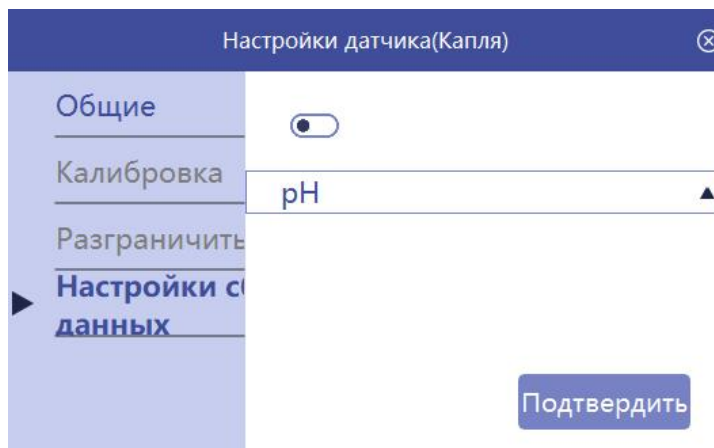 Настройки датчика(Капля)
Общие
Калибровка
pH
Разграничить
Настройки с
данных
Подтвердить